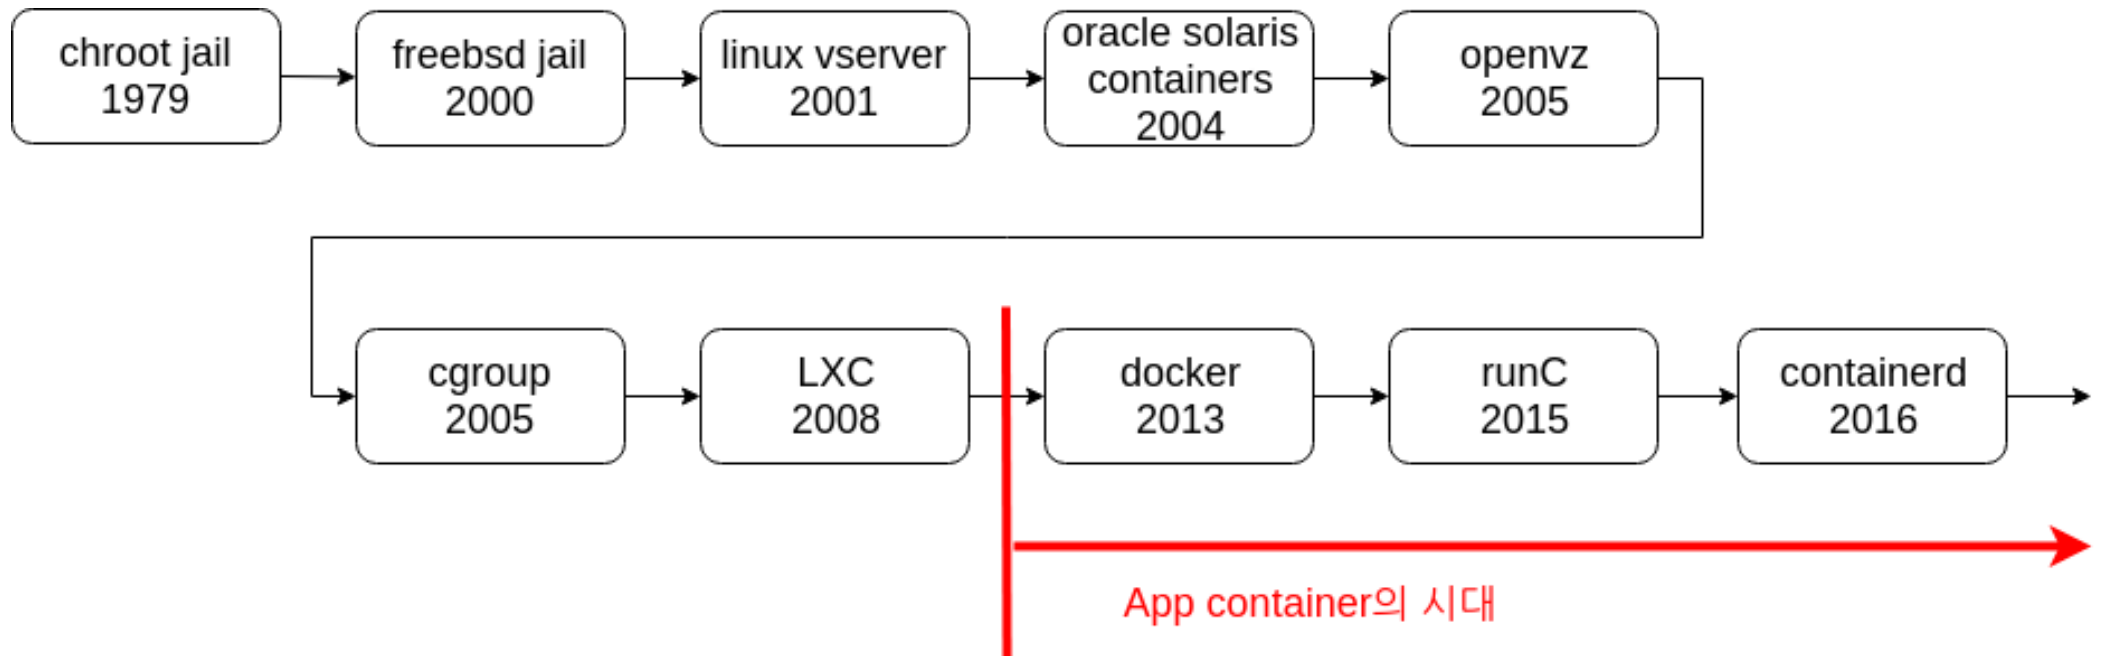 chroot jail
1979
freebsd jail
2000
linux vserver
2001
oracle solaris
containers
2004
openvz
2005
cgroup
2005
LXC
2008
docker
2013
runC
2015
containerd
2016
App container의 시대